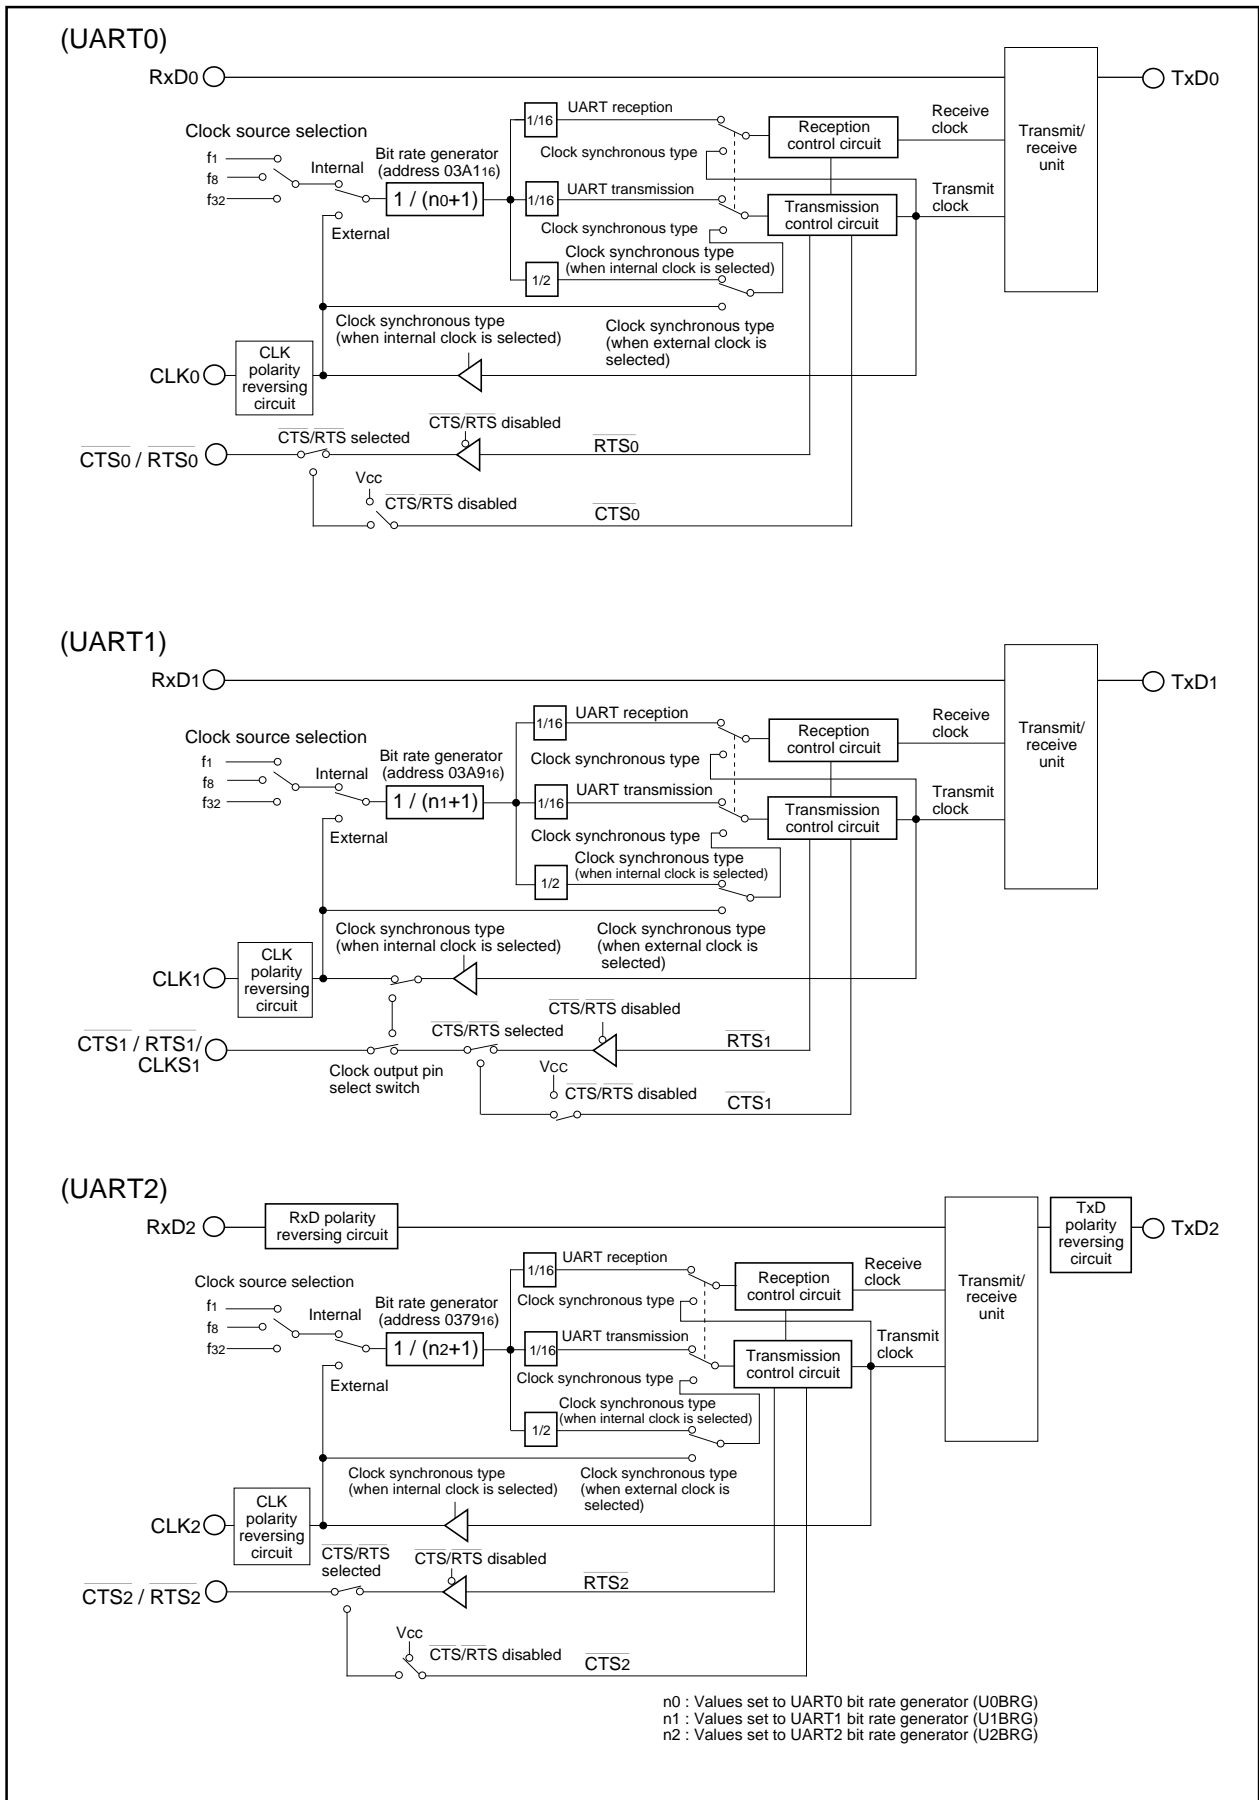 (UART0)
RxD0
TxD0
UART reception
1/16
Clock source selection
Reception
control circuit
Receive
clock
Transmit/
receive
unit
f1
f8
f32
Internal
Bit rate generator
(address 03A116)
Clock synchronous type
1 / (n0+1)
1/16
UART transmission
Transmission
control circuit
Transmit
clock
External
Clock synchronous type
Clock synchronous type
(when internal clock is selected)
1/2
Clock synchronous type
(when internal clock is selected)
Clock synchronous type
(when external clock is
selected)
CLK0
CLK
polarity
reversing
circuit
CTS/RTS disabled
CTS/RTS selected
CTS0 / RTS0
RTS0
Vcc
CTS/RTS disabled
CTS0
(UART1)
RxD1
TxD1
UART reception
1/16
Clock source selection
Reception
control circuit
Receive
clock
Transmit/
receive
unit
f1
f8
f32
Internal
Bit rate generator
(address 03A916)
Clock synchronous type
1 / (n1+1)
1/16
UART transmission
Transmission
control circuit
Transmit
clock
External
Clock synchronous type
Clock synchronous type
(when internal clock is selected)
1/2
Clock synchronous type
(when internal clock is selected)
Clock synchronous type
(when external clock is
selected)
CLK1
CLK
polarity
reversing
circuit
CTS/RTS disabled
CTS/RTS selected
CTS1 / RTS1/
CLKS1
RTS1
Clock output pin
select switch
VCC
CTS/RTS disabled
CTS1
(UART2)
RxD2
RxD polarity
reversing circuit
TxD
polarity
reversing
circuit
TxD2
UART reception
1/16
Clock source selection
Reception
control circuit
Receive
clock
Transmit/
receive
unit
f1
f8
f32
Internal
Bit rate generator
(address 037916)
Clock synchronous type
1 / (n2+1)
1/16
UART transmission
Transmission
control circuit
Transmit
clock
External
Clock synchronous type
Clock synchronous type
(when internal clock is selected)
1/2
Clock synchronous type
(when internal clock is selected)
Clock synchronous type
(when external clock is
selected)
CLK2
CLK
polarity
reversing
circuit
CTS/RTS
selected
CTS/RTS disabled
CTS2 / RTS2
RTS2
Vcc
CTS/RTS disabled
CTS2
n0 : Values set to UART0 bit rate generator (U0BRG)
n1 : Values set to UART1 bit rate generator (U1BRG)
n2 : Values set to UART2 bit rate generator (U2BRG)